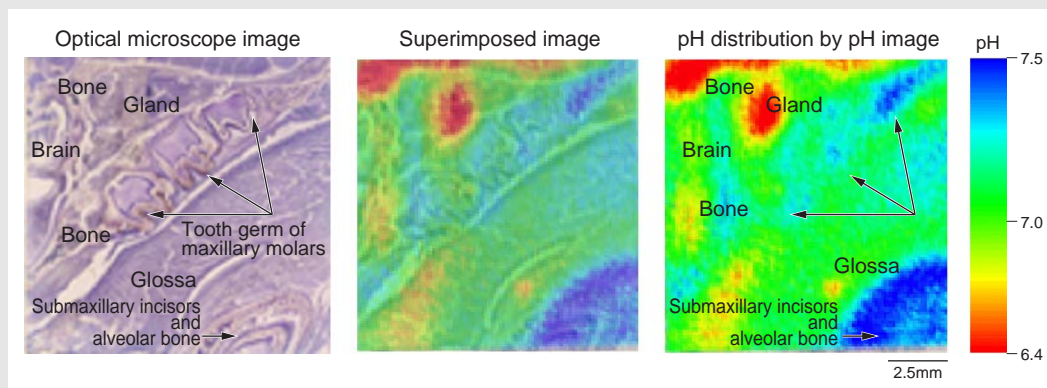 Optical microscope image
Bone
Gland
Brain
Bone
Tooth germ of
maxillary molars
Glossa
Submaxillary incisors
and
alveolar bone
Superimposed image
pH distribution by pH image
Bone
Gland
Brain
Bone
Glossa
Submaxillary incisors
and
alveolar bone
2.5mm
pH
7.5
7.0
6.4